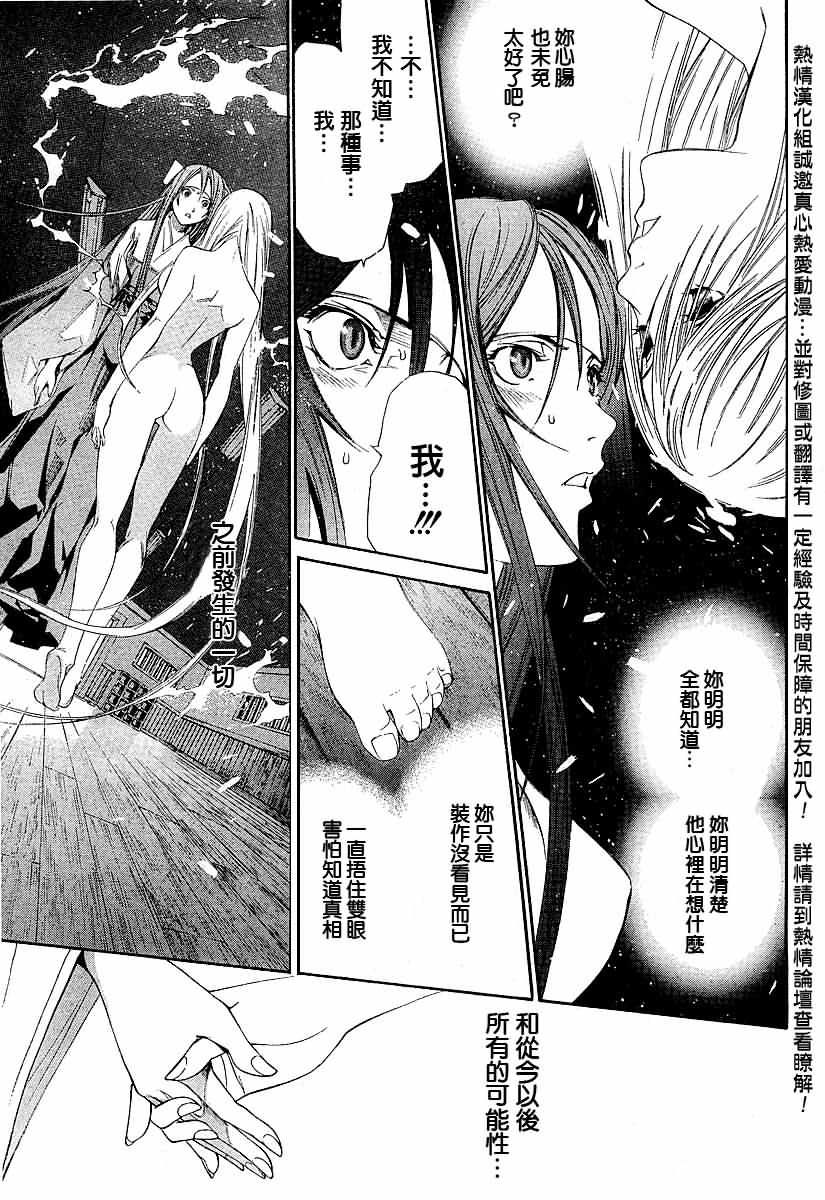 妳心腸
也未免
太好了吧？
妳明明
全都知道…
妳明明清楚
他心裡在想什麼
…不…
我不知道…
那種事…
我…
我…!!!
妳只是
裝作沒看見而已
一直捂住雙眼
害怕知道真相
之前發生的一切
和從今以後
所有的可能性…
熱情漢化組誠邀真心熱愛動漫…並對修圖或翻譯有一定經驗及時間保障的朋友加入！ 詳情請到熱情論壇查看瞭解！